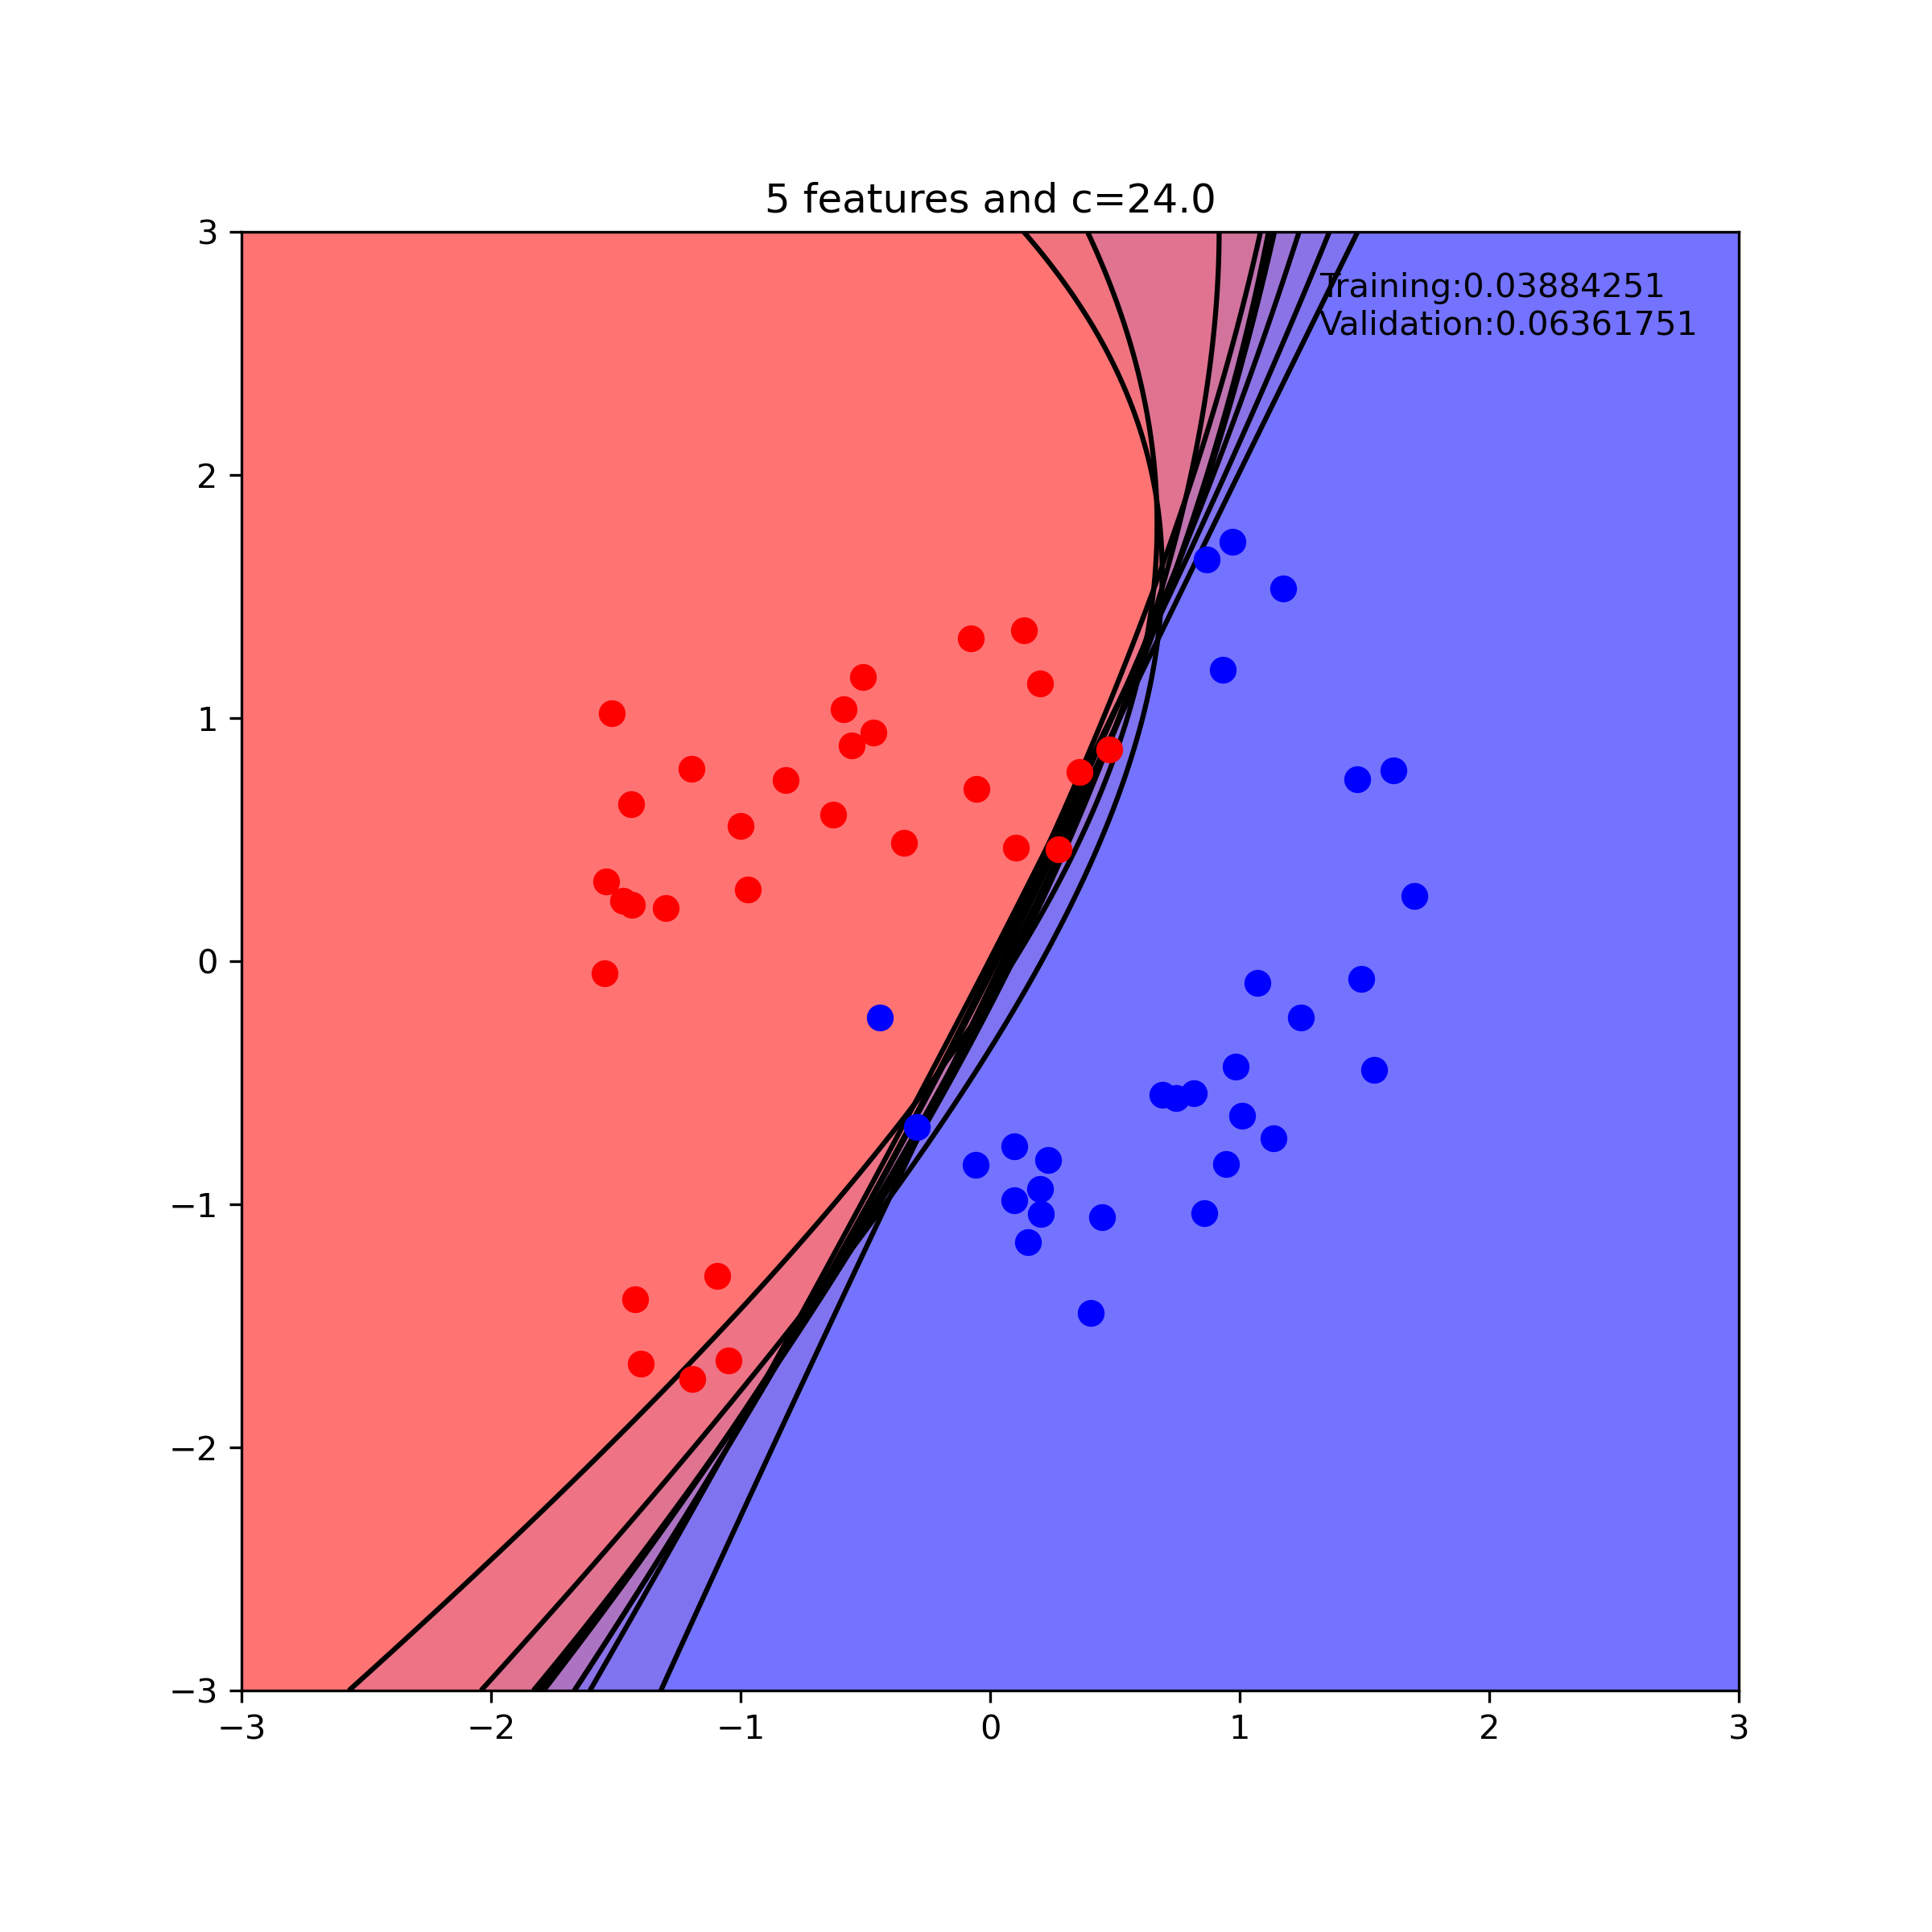 5 features and c=24.0
3
Training:0.03884251
Validation:0.06361751
2
1
0
−1
−2
−3
−3 −2 −1 0 1 2 3